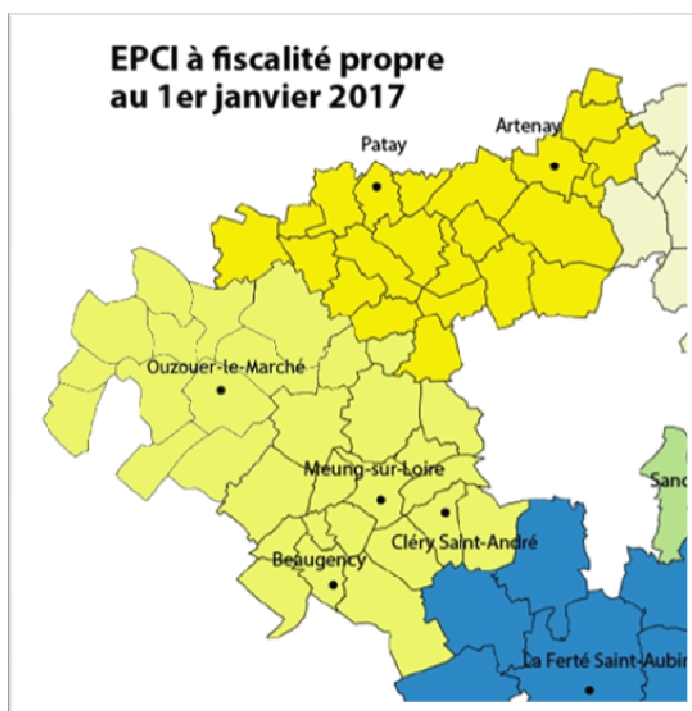 EPCI à fiscalité propre
au 1er janvier 2017
Artenay
Patay
Ouzouer-le-Marché
Meung-sur-Loire
Sand
Cléry Saint-André
Beaugency
La Ferté Saint-Aubin